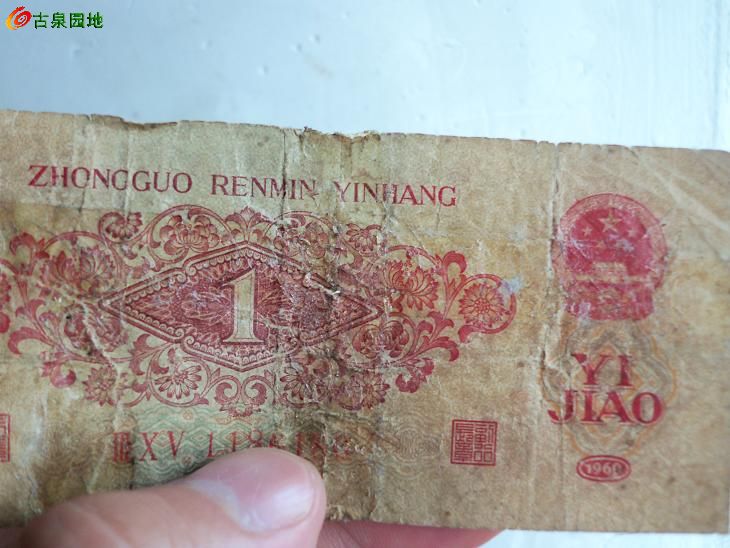 古泉园地
ZHONGGUO RENMIN YINHANG
1
YI
JIAO
1960